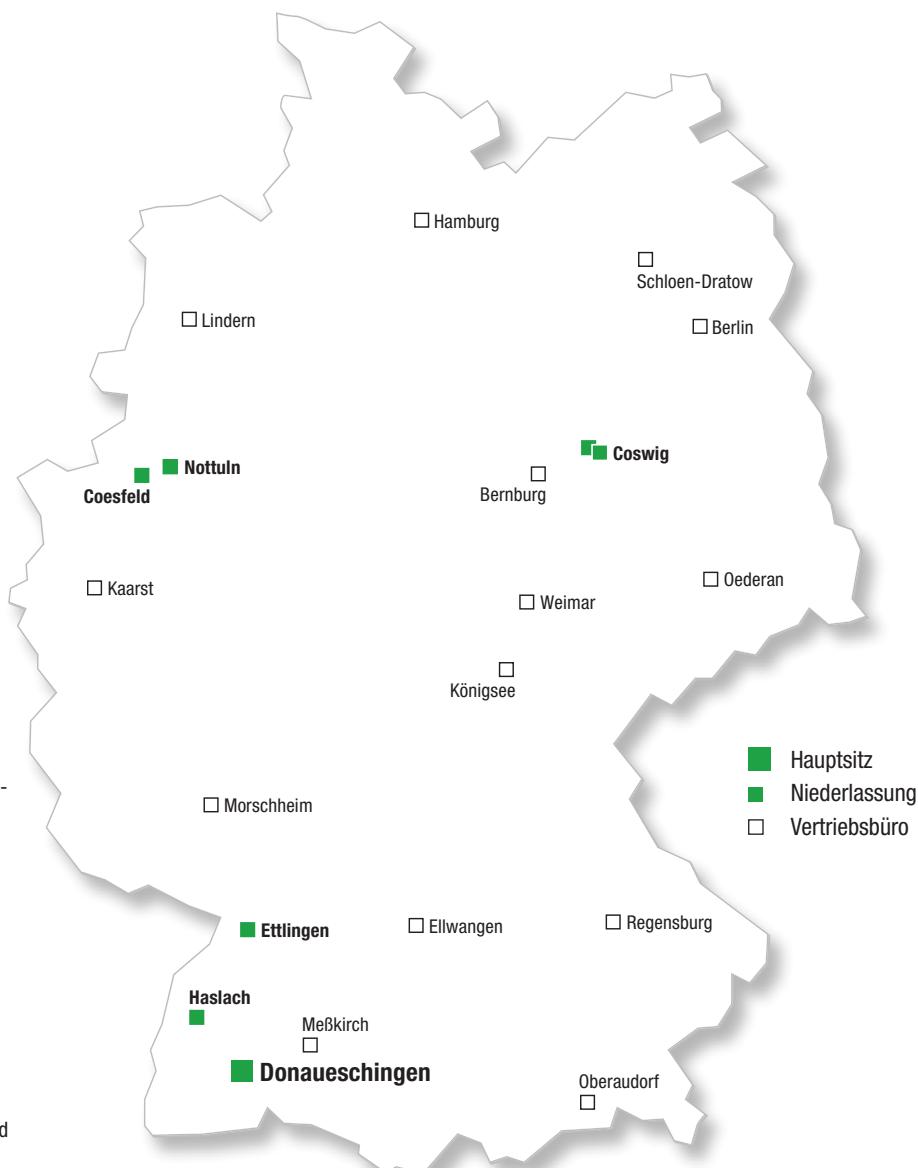 Hamburg
Schloen-Dratow
Lindern
Berlin
Nottuln
Coswig
Coesfeld
Bernburg
Kaarst
Oederan
Weimar
Königsee
Hauptsitz
-
Niederlassung
Morschheim
Vertriebsbüro
Ettlingen
Ellwangen
Regensburg
Haslach
Meßkirch
Donaueschingen
Oberaudorf
d